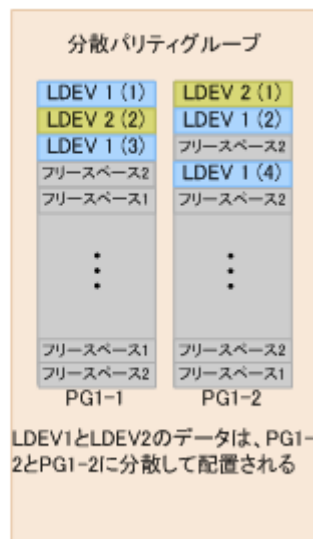 分散パリティグループ
LDEV 1 (1)
LDEV 2 (2)
LDEV 1 (3)
フリースペース2
フリースペース1
フリースペース1
フリースペース2
PG1-1
LDEV 2 (1)
LDEV 1 (2)
フリースペース2
LDEV 1 (4)
フリースペース2
フリースペース2
フリースペース1
PG1-2
LDEV1とLDEV2のデータは、PG1-
2とPG1-2に分散して配置される